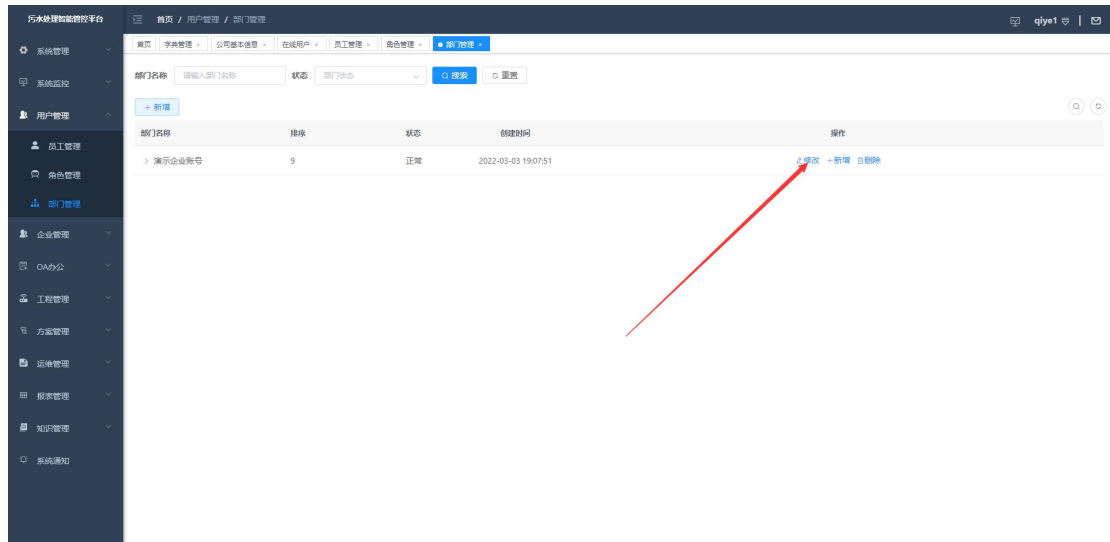 污水处理智能管控平台
首页 / 用户管理 / 部门管理
qiye1
系统管理
系统监控
用户管理
员工管理
角色管理
部门管理
企业管理
OA办公
工程管理
方案管理
运维管理
报表管理
知识管理
系统通知
首页 字典管理 × 公司基本信息 × 在线用户 × 员工管理 × 角色管理 × ● 部门管理 ×
部门名称 请输入部门名称 状态 部门状态 搜索 重置
+ 新增
部门名称 排序 状态 创建时间 操作
> 演示企业账号 9 正常 2022-03-03 19:07:51 修改 +新增 删除